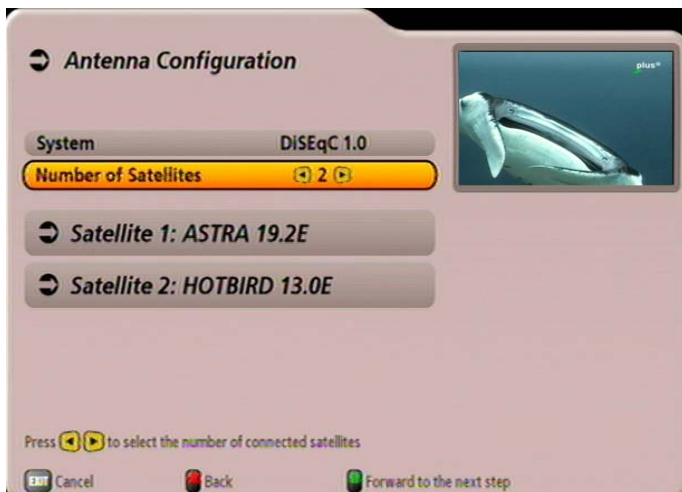 Antenna Configuration
plus
System DiSEqC 1.0
Number of Satellites 2
Satellite 1: ASTRA 19.2E
Satellite 2: HOTBIRD 13.0E
Press to select the number of connected satellites
Cancel Back Forward to the next step